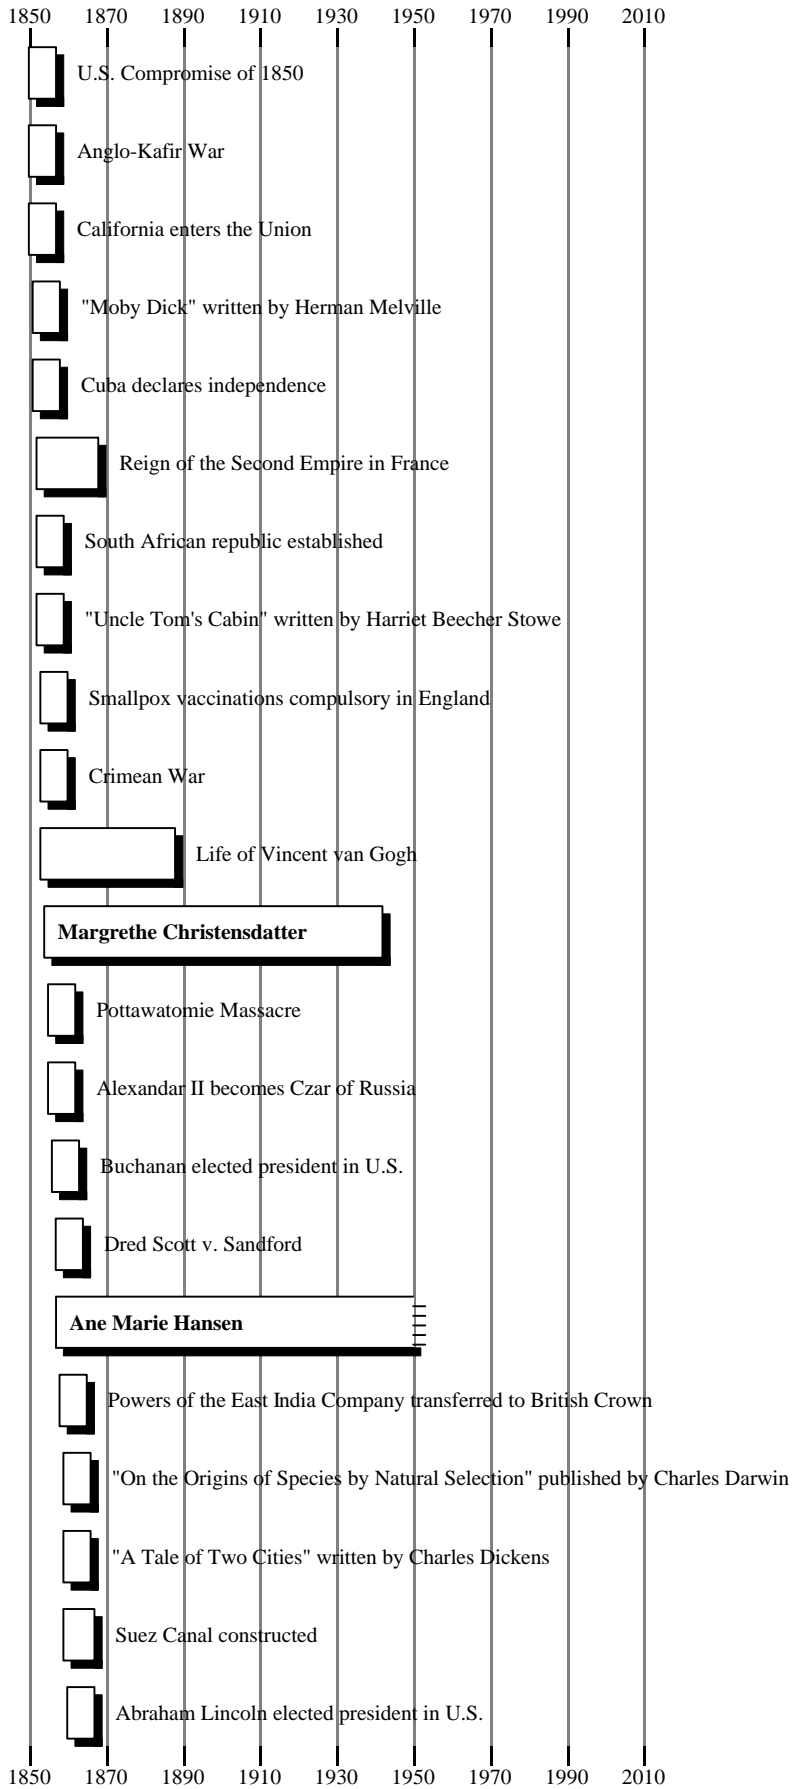 1850 1870 1890 1910 1930 1950 1970 1990 2010
U.S. Compromise of 1850
Anglo-Kafir War
California enters the Union
"Moby Dick" written by Herman Melville
Cuba declares independence
Reign of the Second Empire in France
South African republic established
"Uncle Tom's Cabin" written by Harriet Beecher Stowe
Smallpox vaccinations compulsory in England
Crimean War
Life of Vincent van Gogh
Margrethe Christensdatter
Pottawatomie Massacre
Alexandar II becomes Czar of Russia
Buchanan elected president in U.S.
Dred Scott v. Sandford
Ane Marie Hansen
Powers of the East India Company transferred to British Crown
"On the Origins of Species by Natural Selection" published by Charles Darwin
"A Tale of Two Cities" written by Charles Dickens
Suez Canal constructed
Abraham Lincoln elected president in U.S.
1850 1870 1890 1910 1930 1950 1970 1990 2010